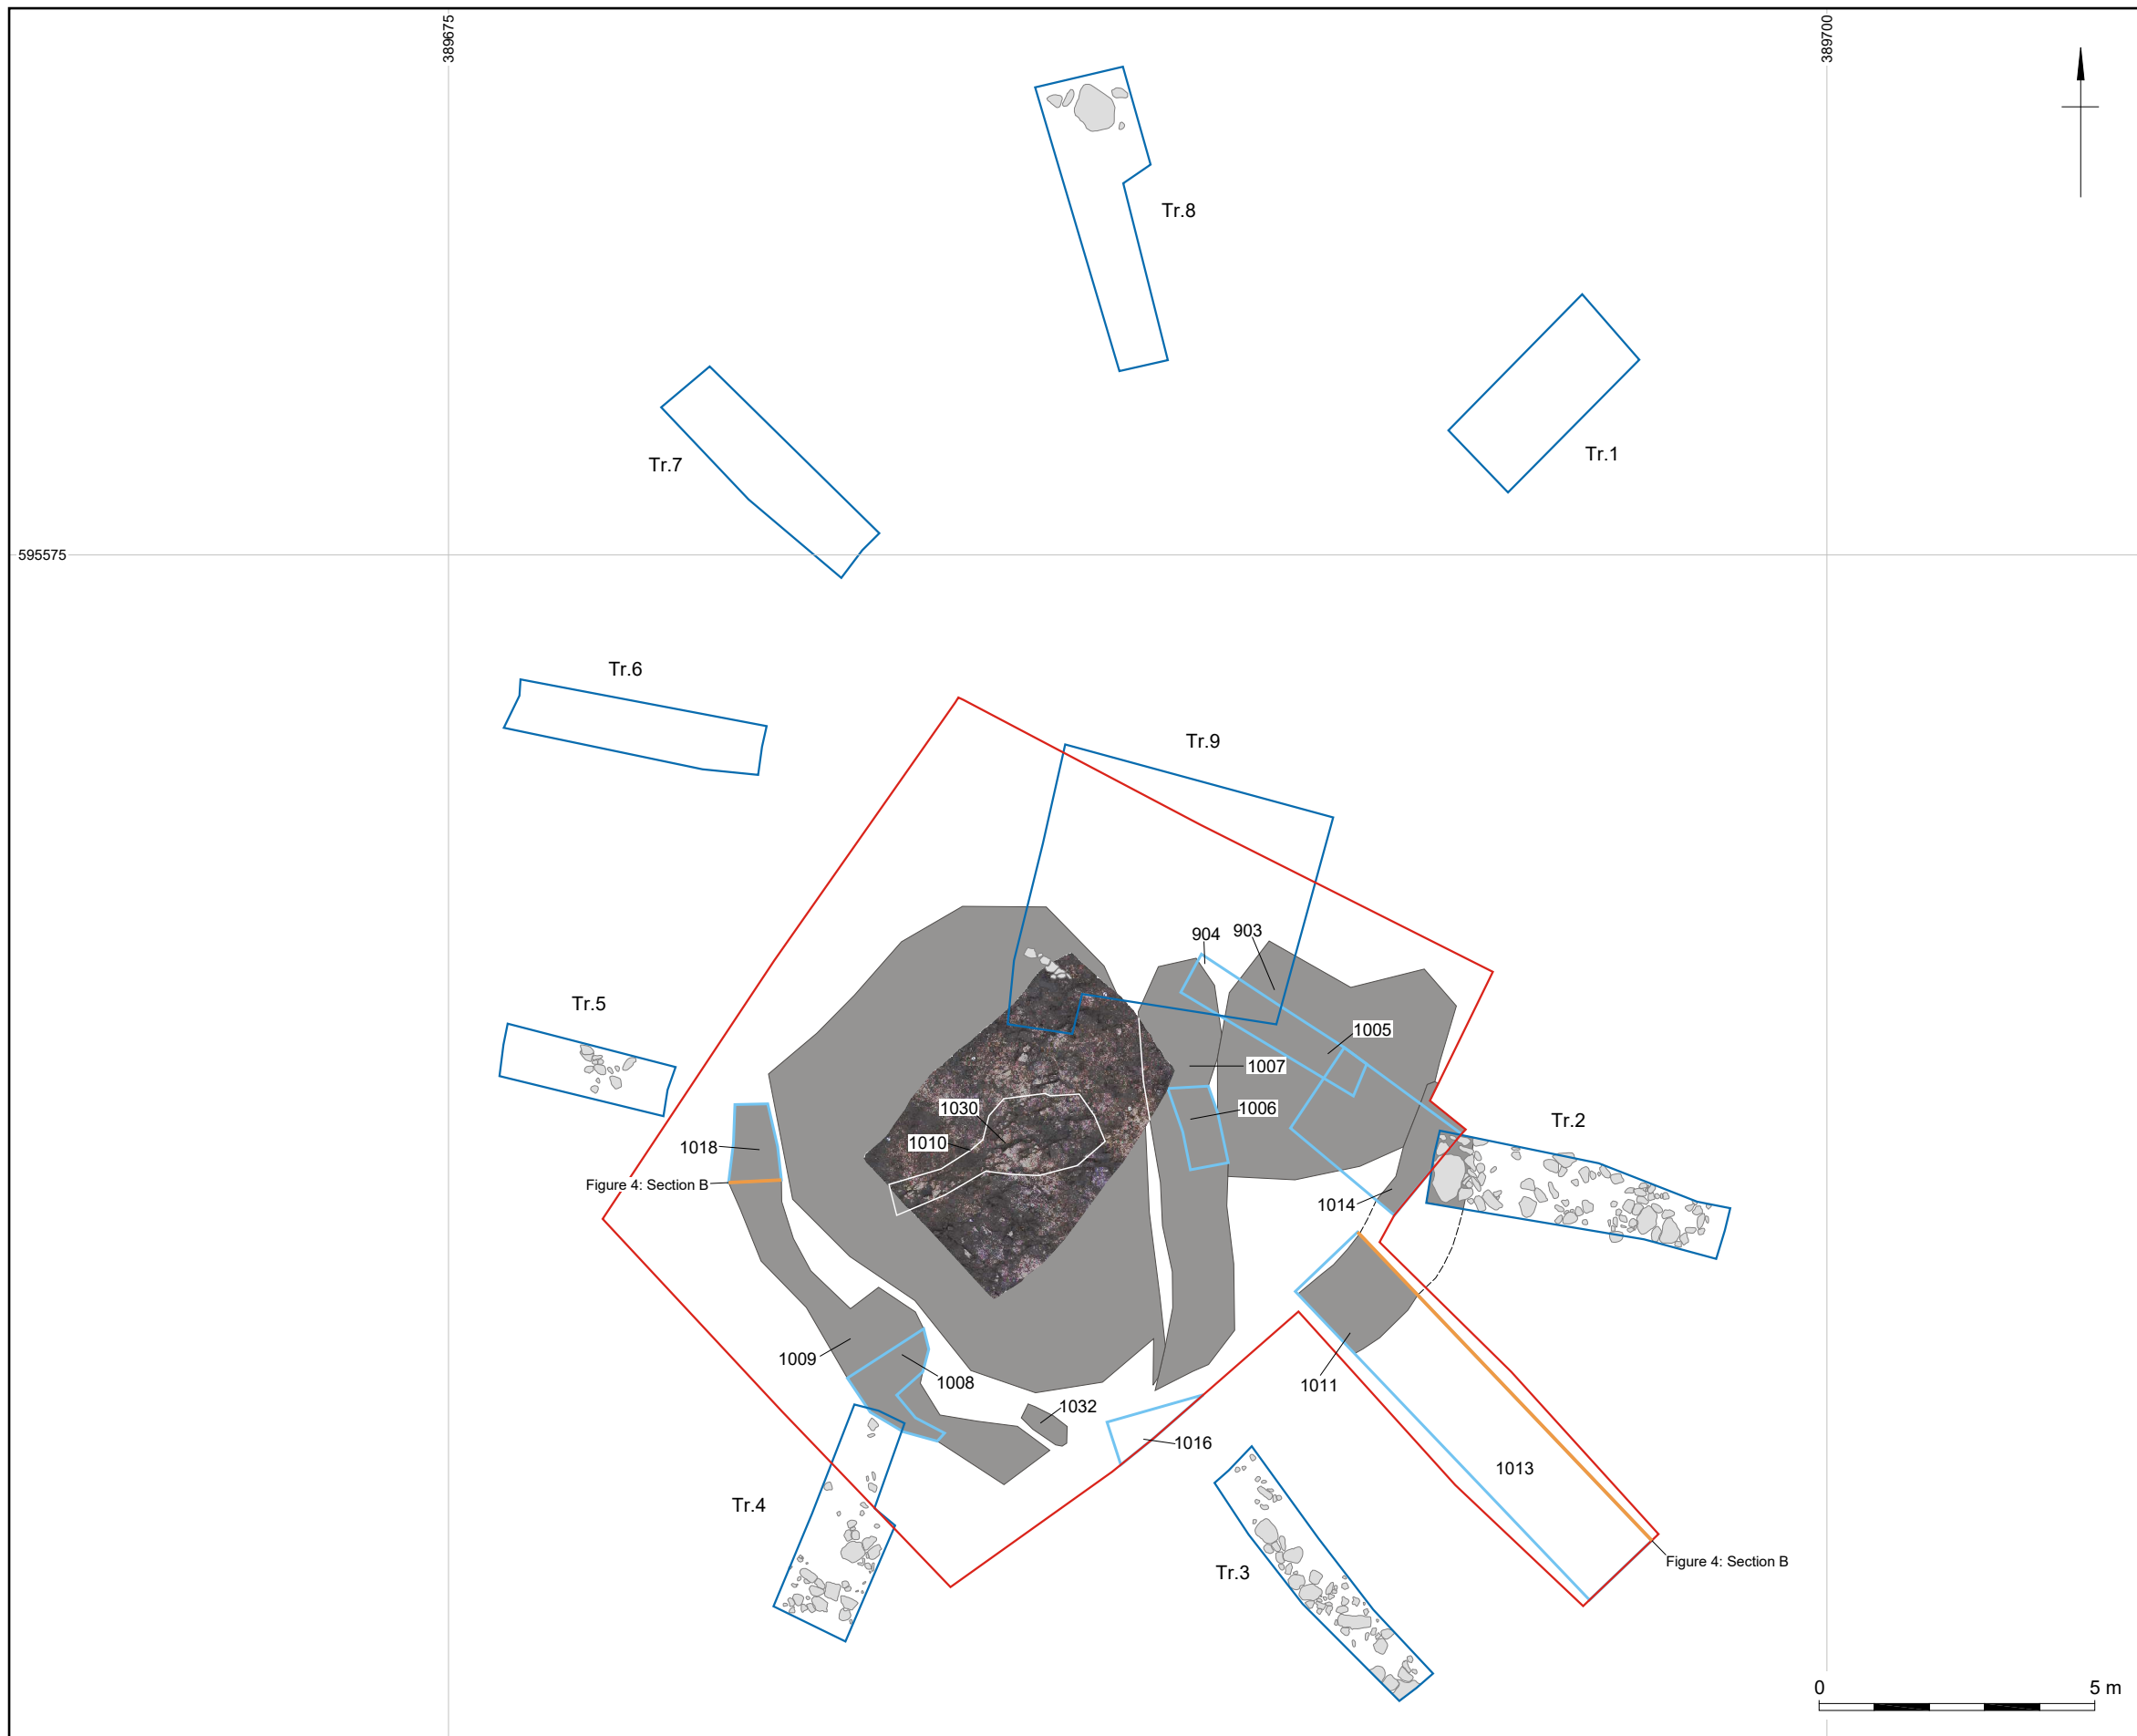 389675
389700
Tr.8
Tr.1
Tr.7
595575
Tr.6
Tr.9
904
903
Tr.5
1005
1007
1030
1006
Tr.2
1010
1018
Figure 4: Section B
1014
1009
1008
1011
1032
1016
1013
Tr.4
Tr.3
Figure 4: Section B
0 5 m